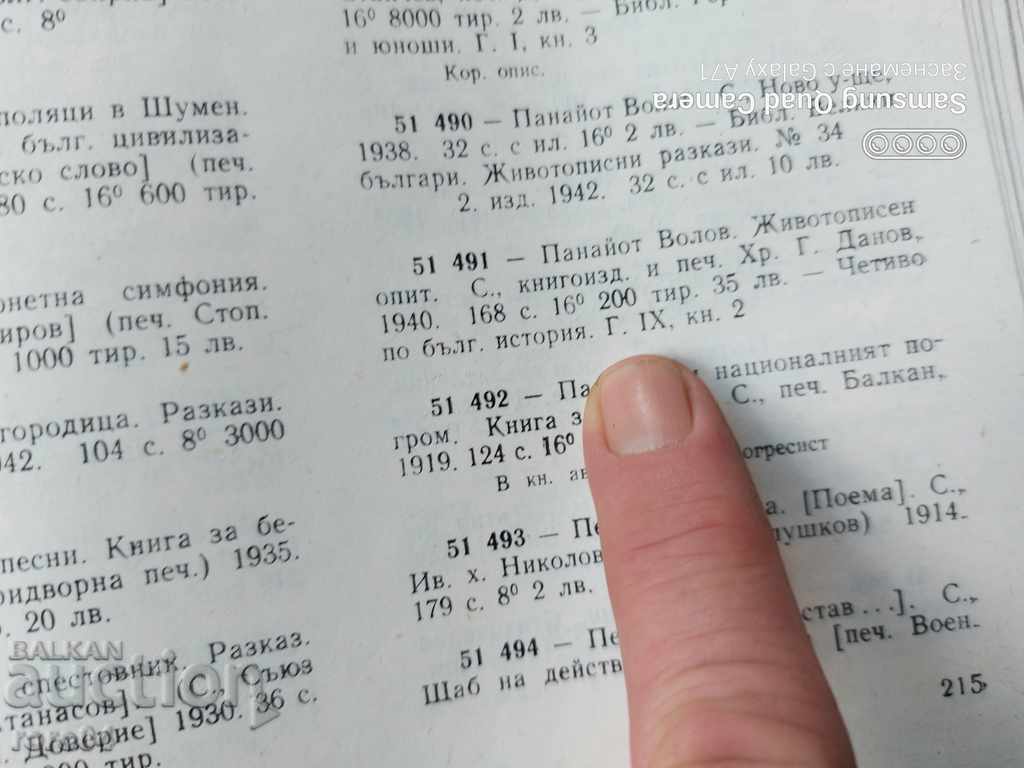 с. 8⁰
поляци в Шумен.
бълг. цивилиза-
ско слово] (печ.
80 с. 16⁰ 600 тир.
онетна симфония.
иров] (печ. Стоп.
1000 тир. 15 лв.
городица. Разкази.
942. 104 с. 8⁰ 3000
песни. Книга за бе-
ридворна печ.) 1935.
20 лв.
спестовник. Разказ.
танасов]. (С., Съюз
Доверие] 1930. 36 с.
тир.
16⁰ 8000 тир. 2 лв. — Библ.
и юноши. Г. I, кн. 3
Кор. опис.
51 490 — Панайот Волов. С., Ново у-ще,
1938. 32 с. с ил. 16⁰ 2 лв. — Библ.
българи. Животописни разкази. № 34
2. изд. 1942. 32 с. с ил. 10 лв.
51 491 — Панайот Волов. Животописен
опит. С., книгоизд. и печ. Хр. Г. Данов,
1940. 168 с. 16⁰ 200 тир. 35 лв. — Четиво
по бълг. история. Г. IX, кн. 2
51 492 — националният по-
гром. Книга С., печ. Балкан,
1919. 124 с. 16⁰
В кн. огресист
51 493 — [Поема]. С.,
Ив. х. Николов лушков) 1914.
179 с. 8⁰ 2 лв.
51 494 — став...]. С.,
Щаб на действ [печ. Воен.
215
Заснемане с Galaxy A71
Samsung Quad Camera
BALKAN
auction